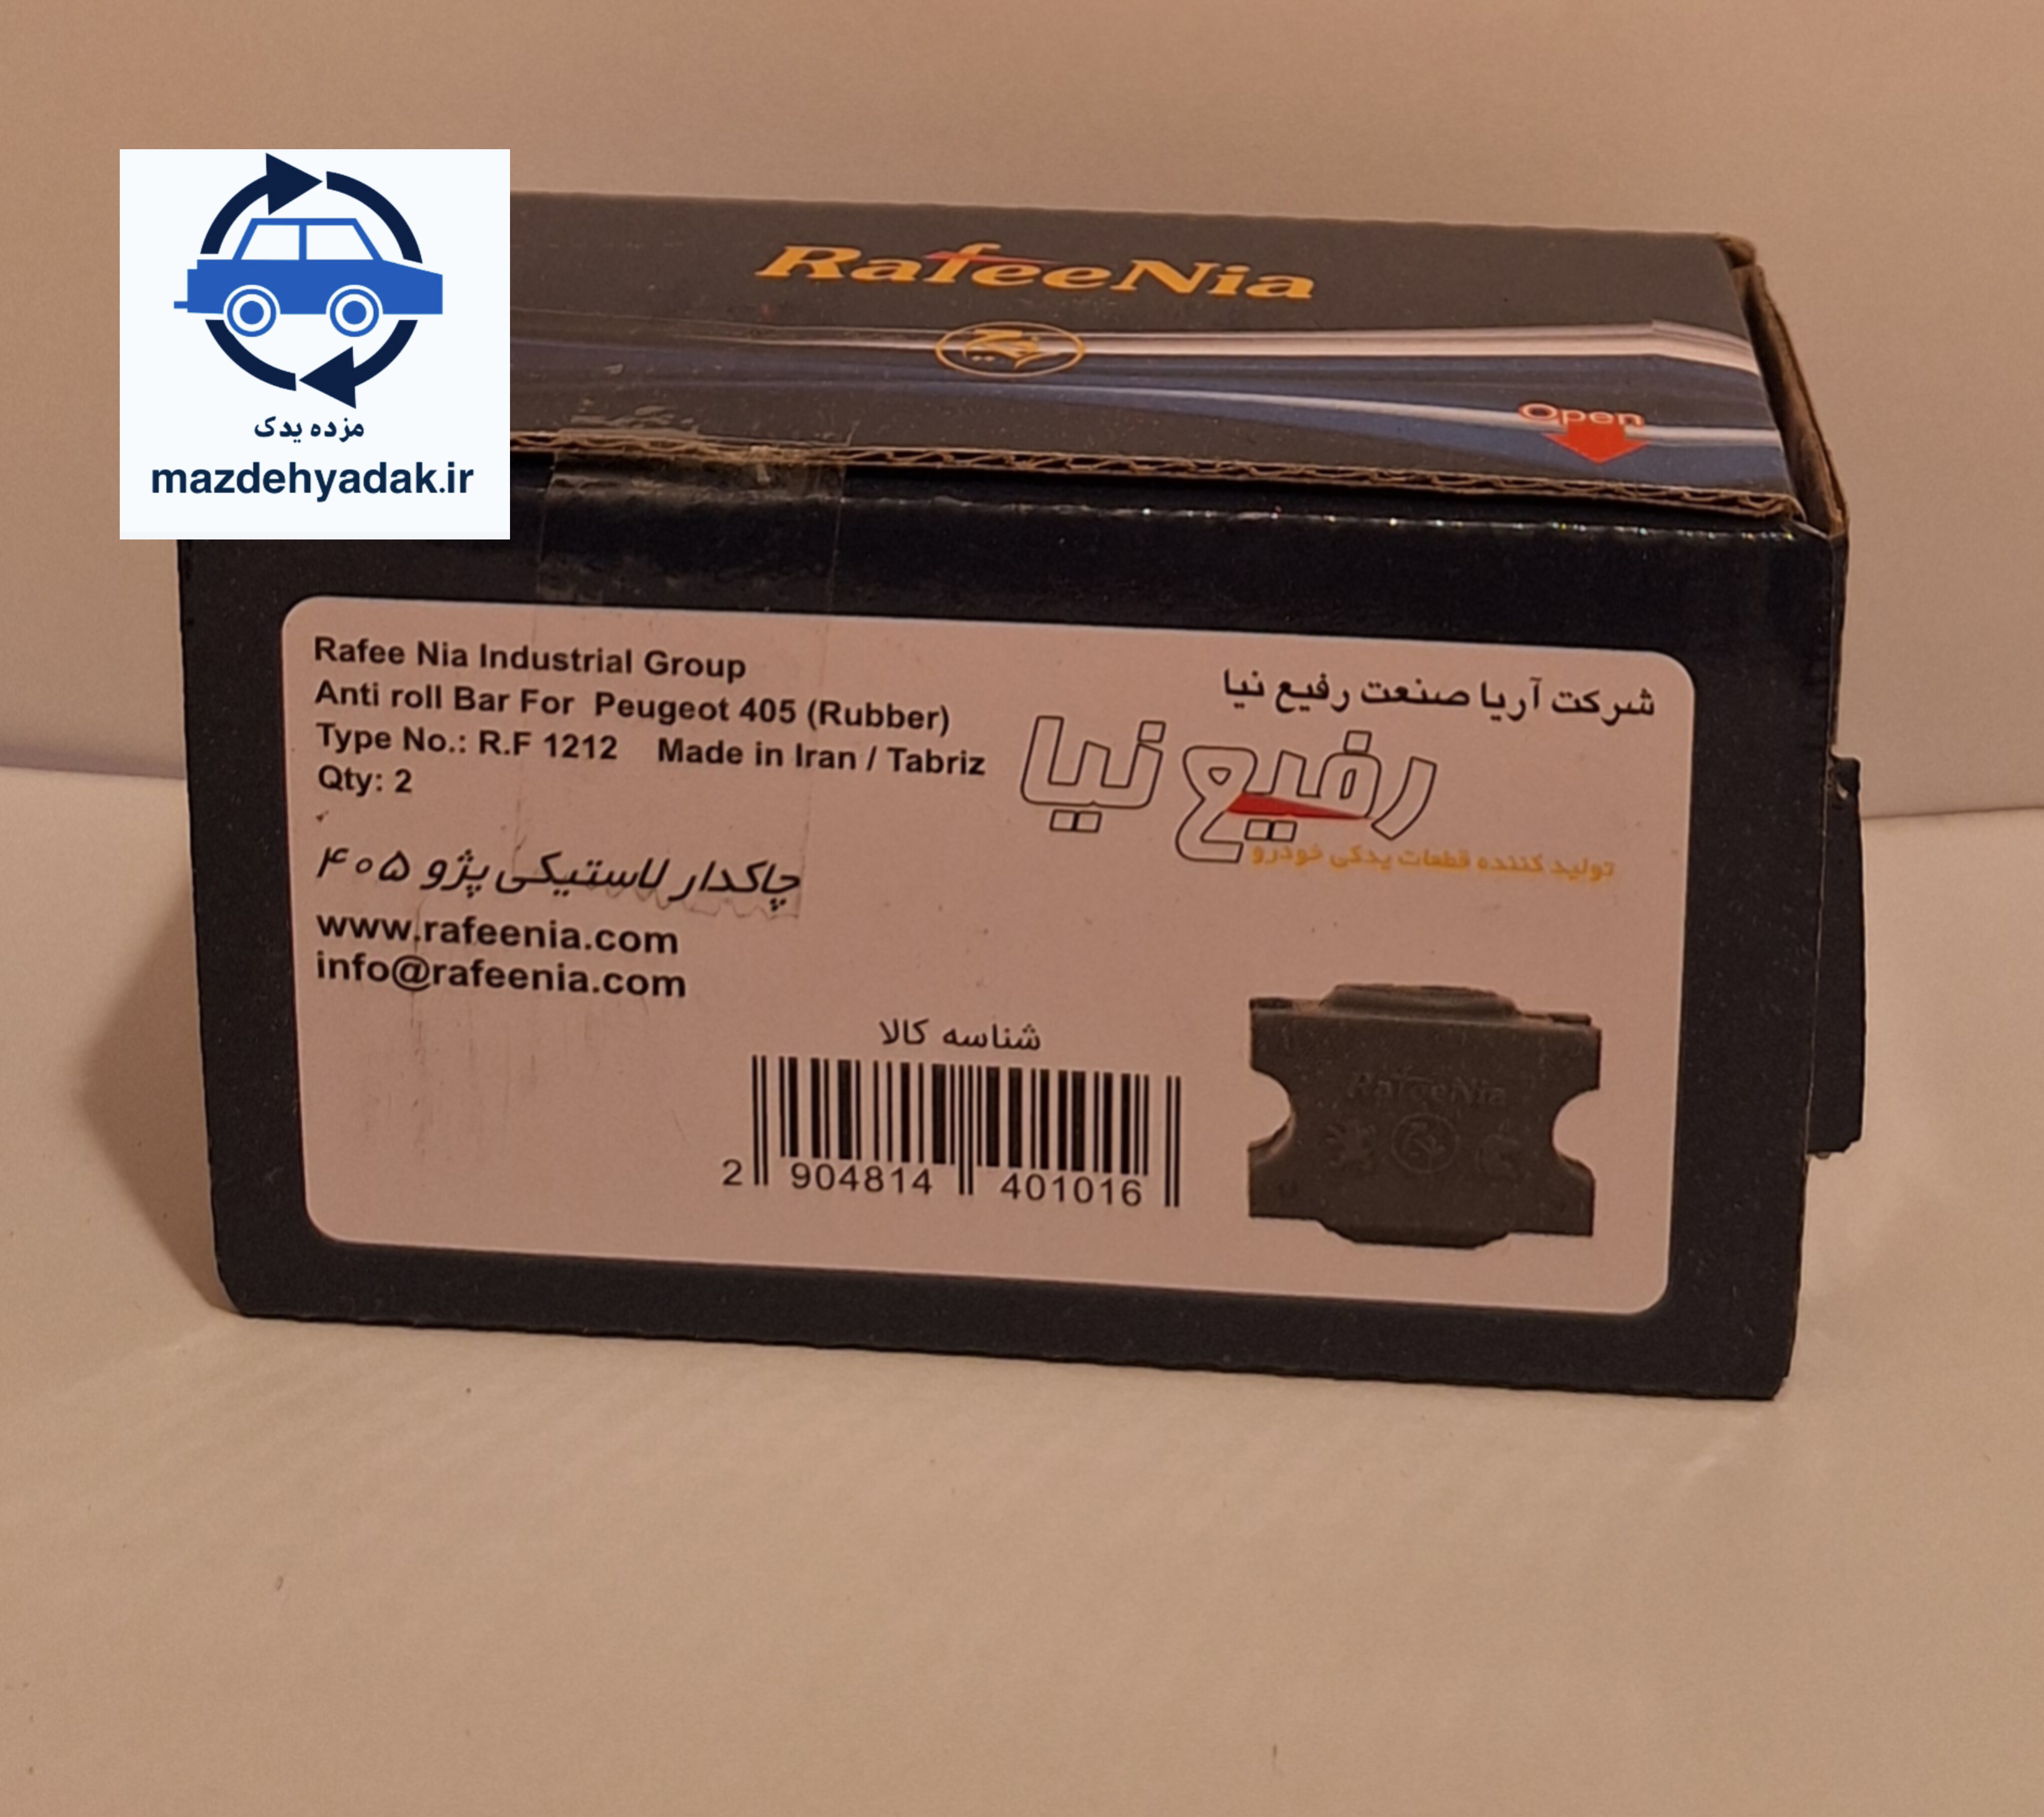 مزده یدک
mazdehyadak.ir
RafeeNia
Open
Rafee Nia Industrial Group
Anti roll Bar For Peugeot 405 (Rubber)
Type No.: R.F 1212 Made in Iran / Tabriz
Qty: 2
چاکدار لاستیکی پژو ۴۰۵
www.rafeenia.com
info@rafeenia.com
شرکت آریا صنعت رفیع نیا
رفیع نیا
تولید کننده قطعات یدکی خودرو
شناسه کالا
2 904814 401016
RafeeNia